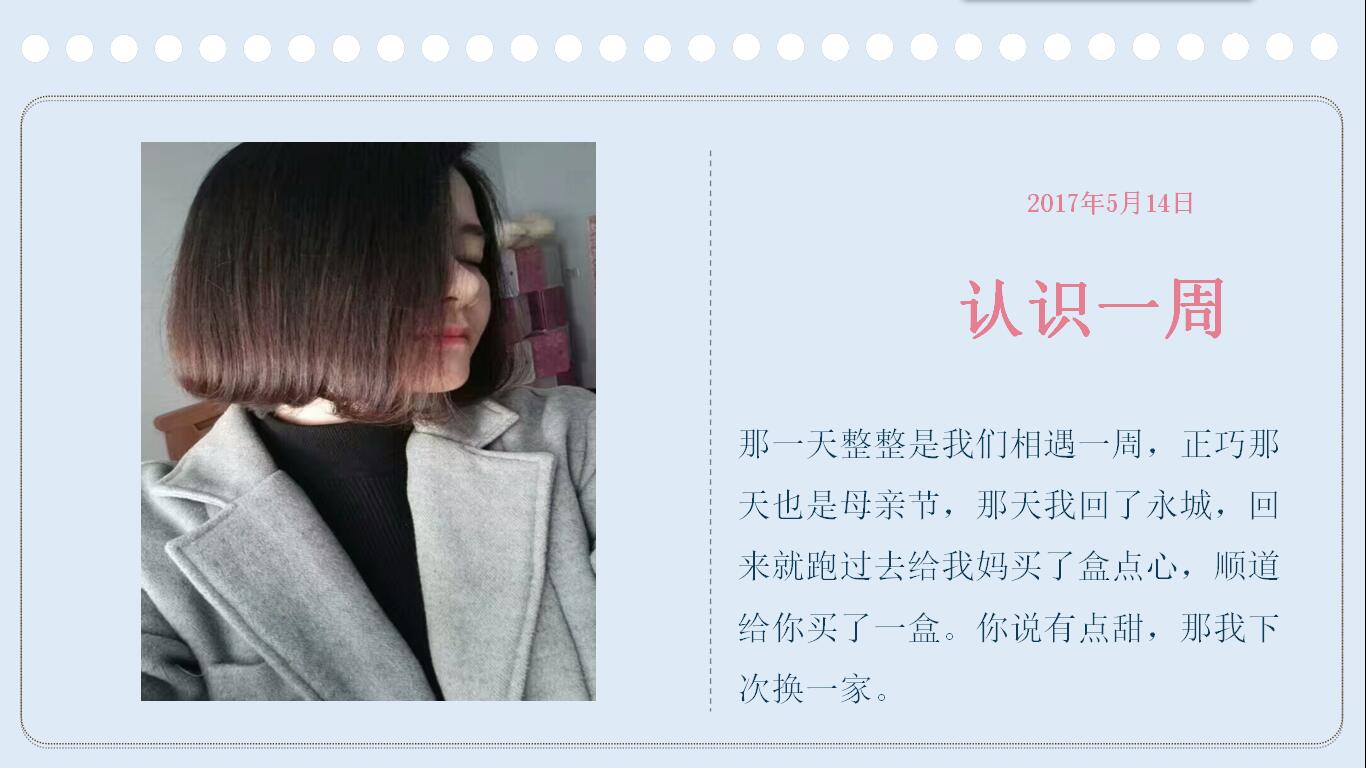 2017年5月14日
认识一周
那一天整整是我们相遇一周，正巧那
天也是母亲节，那天我回了永城，回
来就跑过去给我妈买了盒点心，顺道
给你买了一盒。你说有点甜，那我下
次换一家。